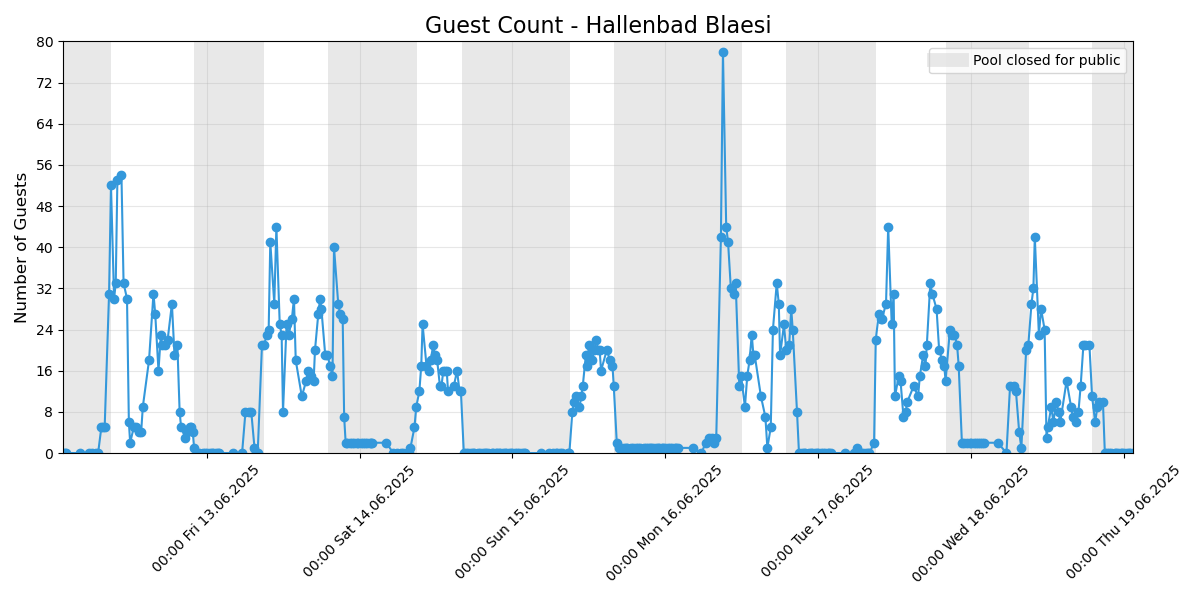 Guest Count - Hallenbad Blaesi
Pool closed for public
Number of Guests
80
72
64
56
48
40
32
24
16
8
0
00:00 Fri 13.06.2025
00:00 Sat 14.06.2025
00:00 Sun 15.06.2025
00:00 Mon 16.06.2025
00:00 Tue 17.06.2025
00:00 Wed 18.06.2025
00:00 Thu 19.06.2025